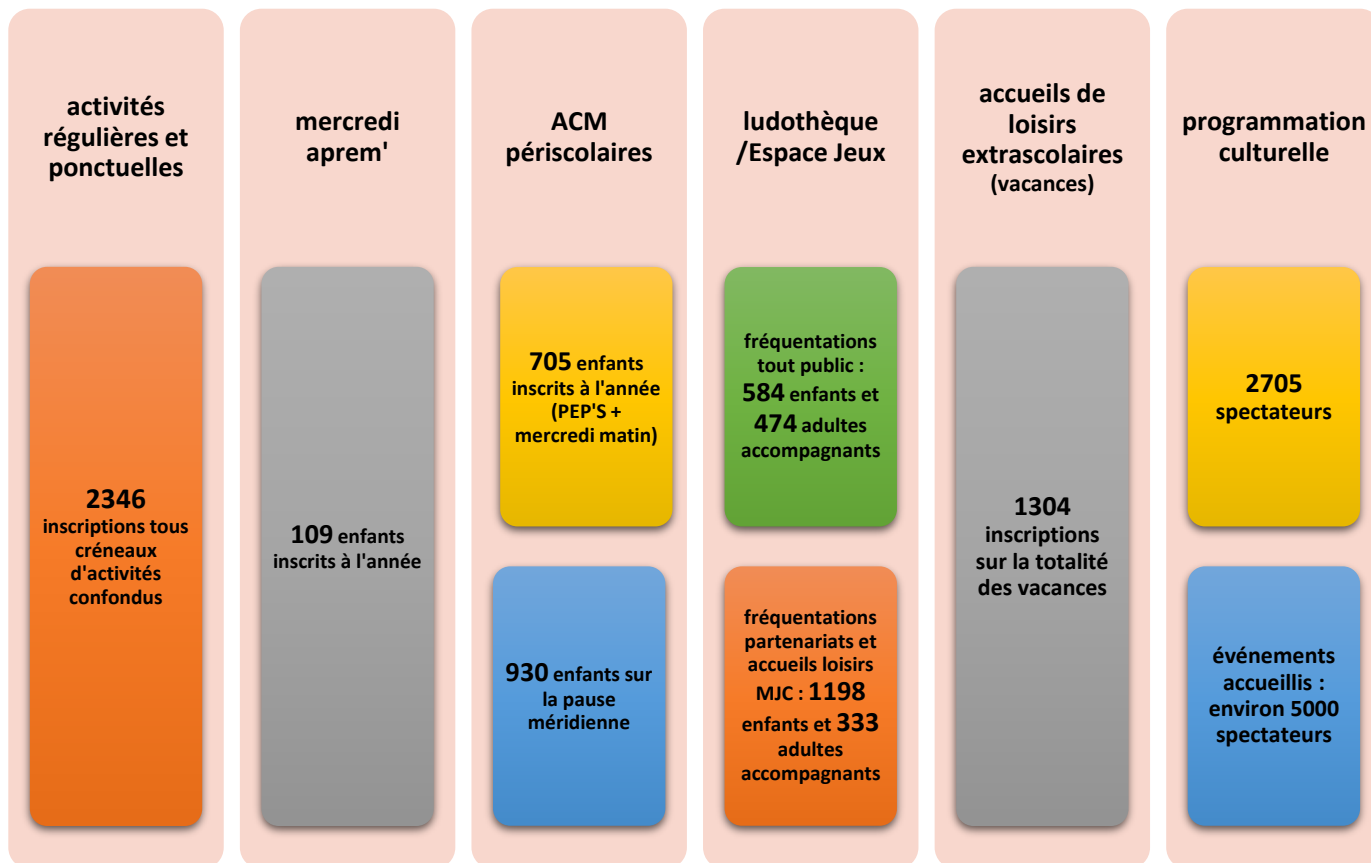 activités
régulières et
ponctuelles
2346
inscriptions tous
créneaux
d'activités
confondus
mercredi
aprem'
109 enfants
inscrits à l'année
ACM
périscolaires
705 enfants
inscrits à l'année
(PEP'S +
mercredi matin)
930 enfants sur
la pause
méridienne
ludothèque
/Espace Jeux
fréquentations
tout public :
584 enfants et
474 adultes
accompagnants
fréquentations
partenariats et
accueils loisirs
MJC : 1198
enfants et 333
adultes
accompagnants
accueils de
loisirs
extrascolaires
(vacances)
1304
inscriptions
sur la totalité
des vacances
programmation
culturelle
2705
spectateurs
événements
accueillis :
environ 5000
spectateurs